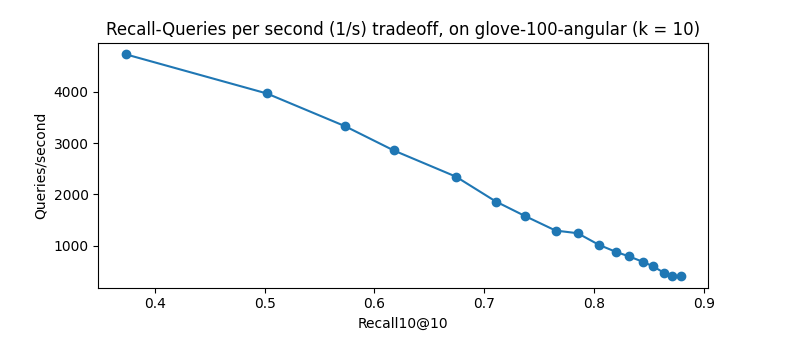 Recall-Queries per second (1/s) tradeoff, on glove-100-angular (k = 10)
4000
3000
2000
1000
Queries/second
0.4 0.5 0.6 0.7 0.8 0.9
Recall10@10